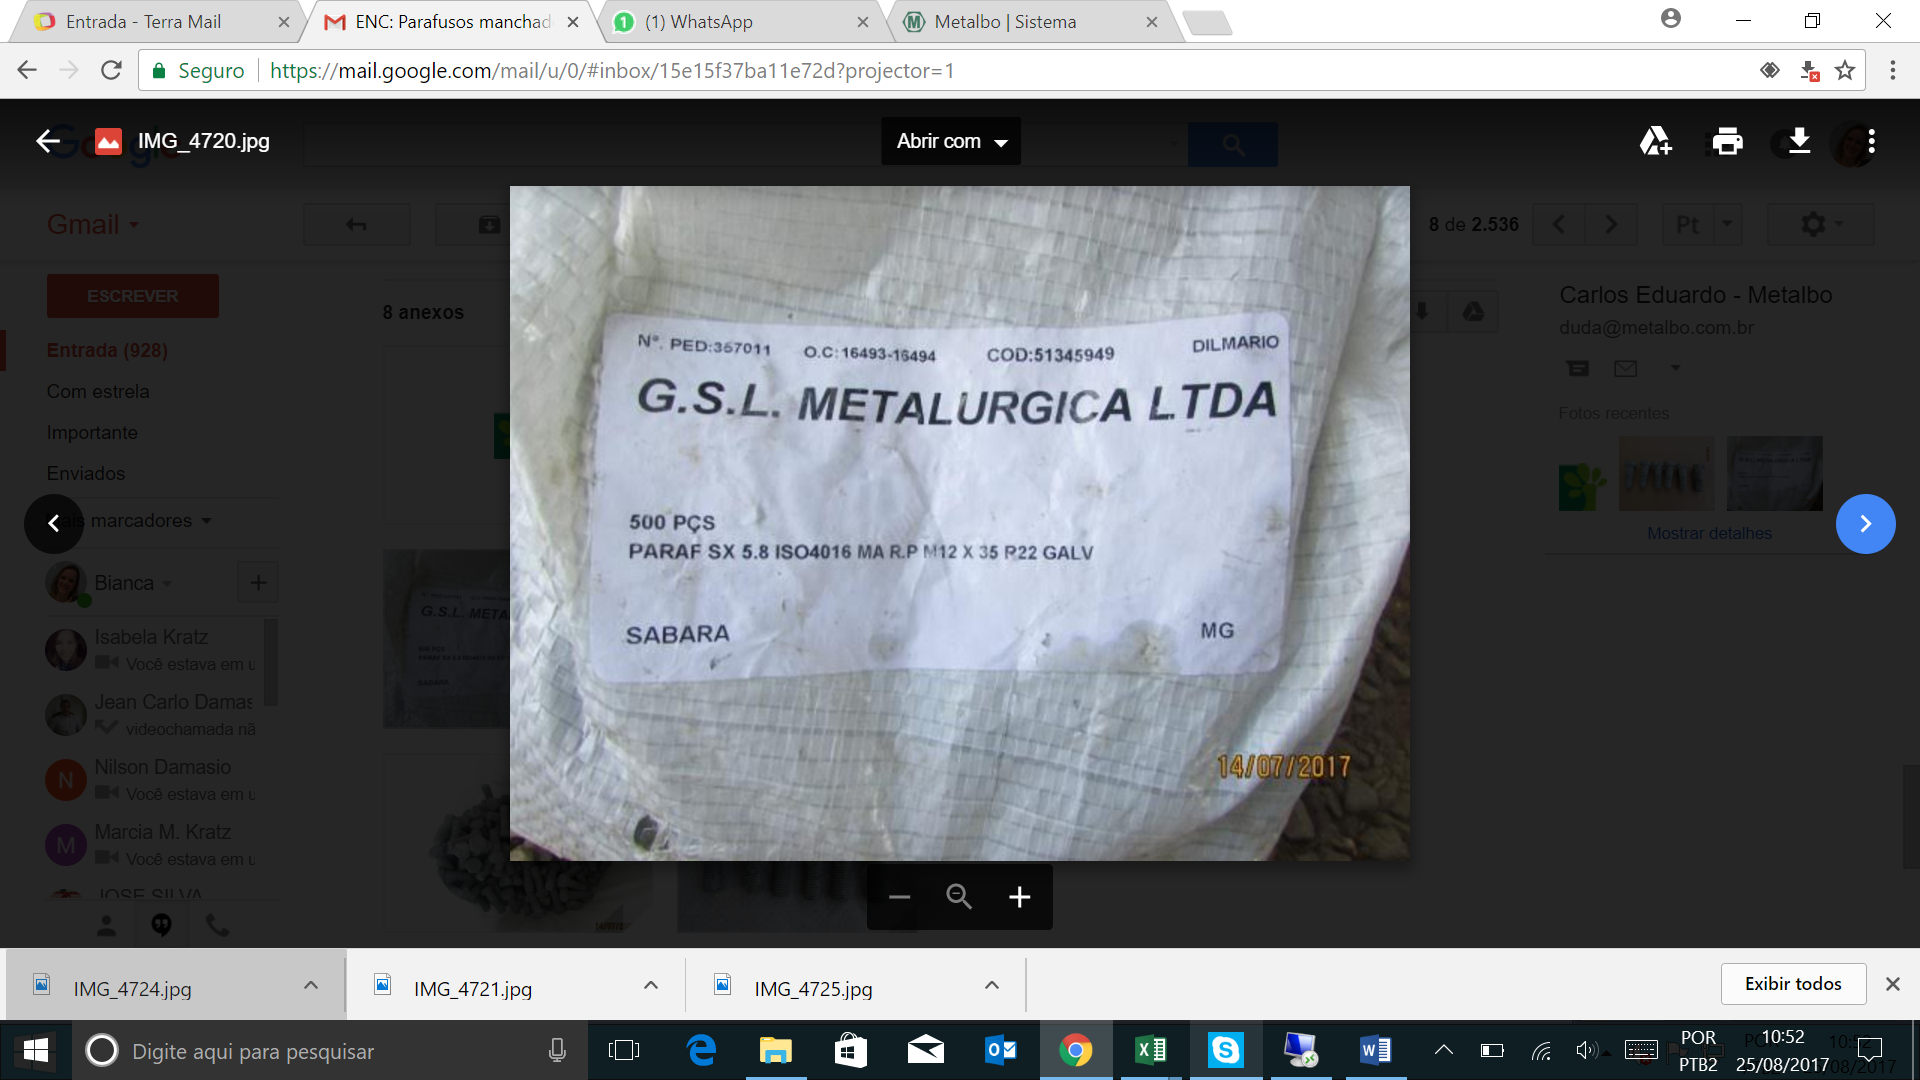 Entrada - Terra Mail
ENC: Parafusos manchad
(1) WhatsApp
Metalbo | Sistema
Seguro
https://mail.google.com/mail/u/0/#inbox/15e15f37ba11e72d?projector=1
IMG_4720.jpg
Abrir com
Gmail
8 de 2.536
Pt
ESCREVER
8 anexos
Carlos Eduardo - Metalbo
duda@metalbo.com.br
Entrada (928)
Com estrela
Importante
Enviados
marcadores
Fotos recentes
Mostrar detalhes
Nº. PED:357011 O.C:16493-16494 COD:51345949 DILMARIO
G.S.L. METALURGICA LTDA
500 PÇS
PARAF SX 5.8 ISO4016 MA R.P M12 X 35 R22 GALV
SABARA MG
14/07/2017
Bianca
Isabela Kratz
Você estava em u
Jean Carlo Damas
videochamada nã
N
Nilson Damasio
Você estava em u
M
Marcia M. Kratz
Você estava em u
JOSE SILVA
G.S.L. META
SABARA
IMG_4724.jpg
IMG_4721.jpg
IMG_4725.jpg
Exibir todos
Digite aqui para pesquisar
POR
PTB2
10:52
25/08/2017